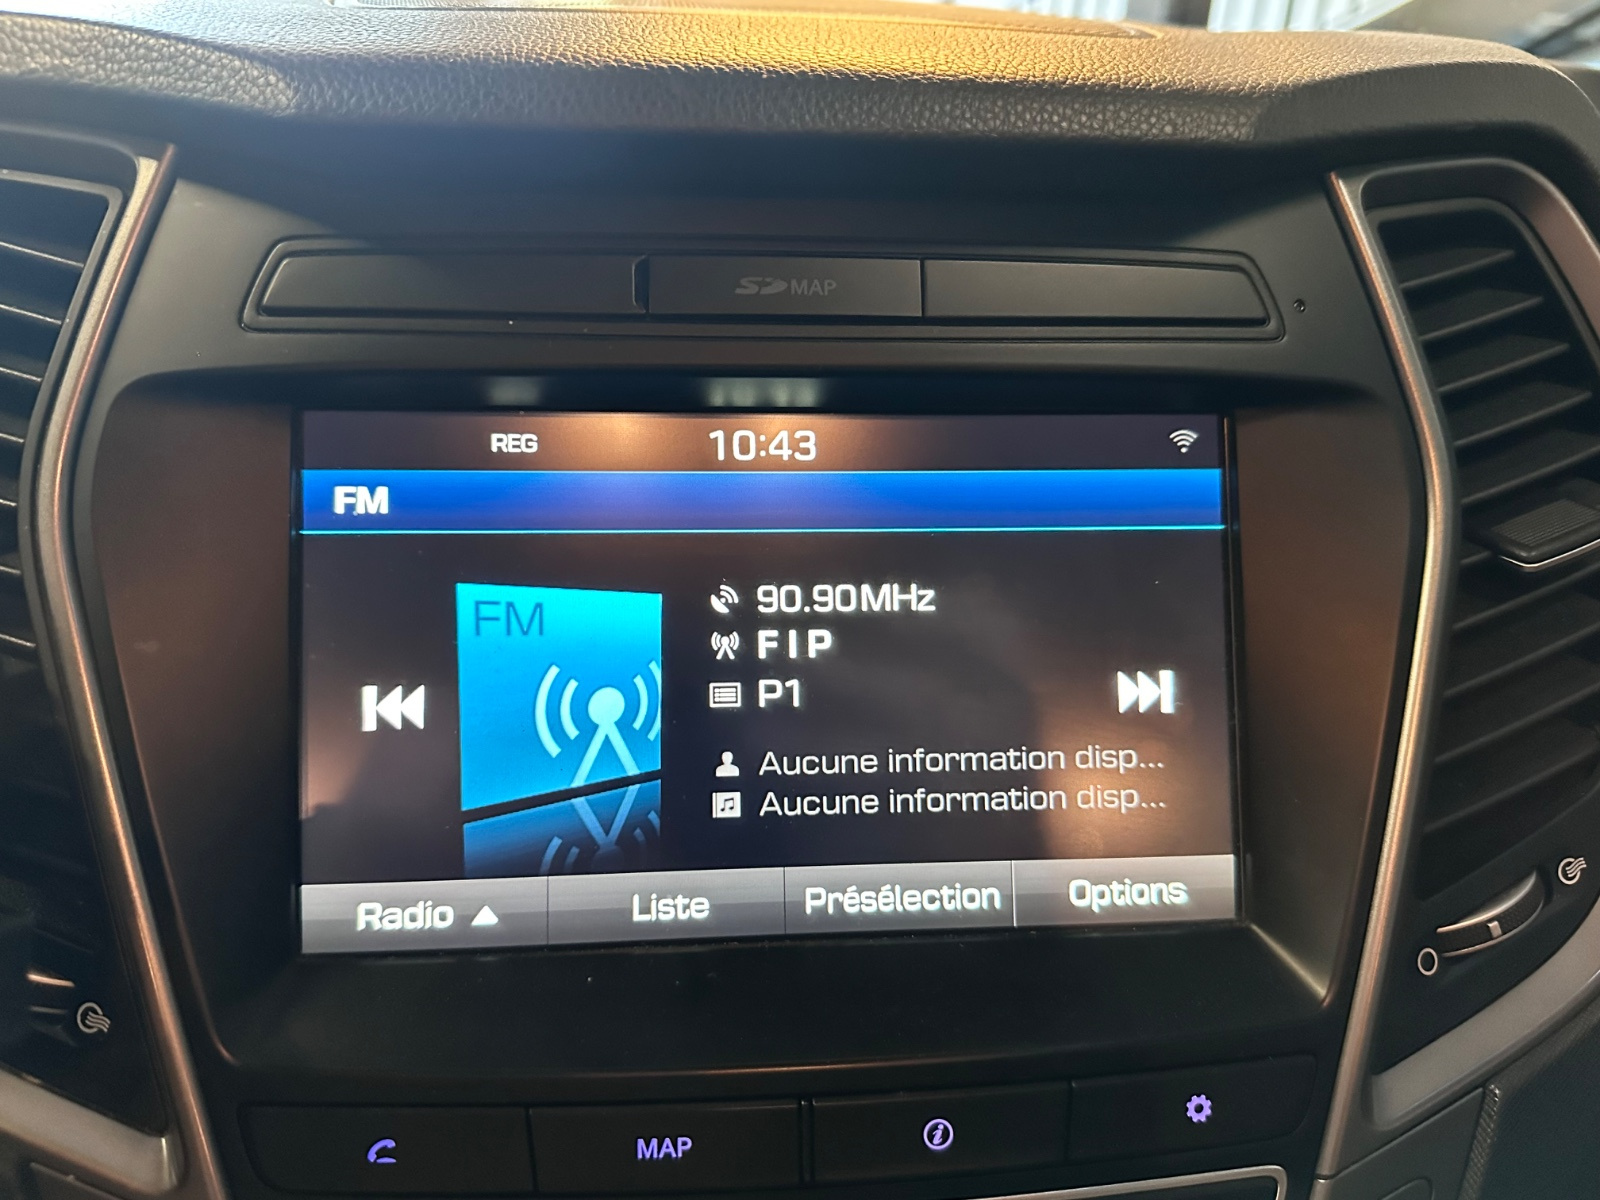 SD MAP
REG 10:43
FM
FM
90.90MHz
FIP
P1
Aucune information disp...
Aucune information disp...
Radio Liste Présélection Options
MAP i